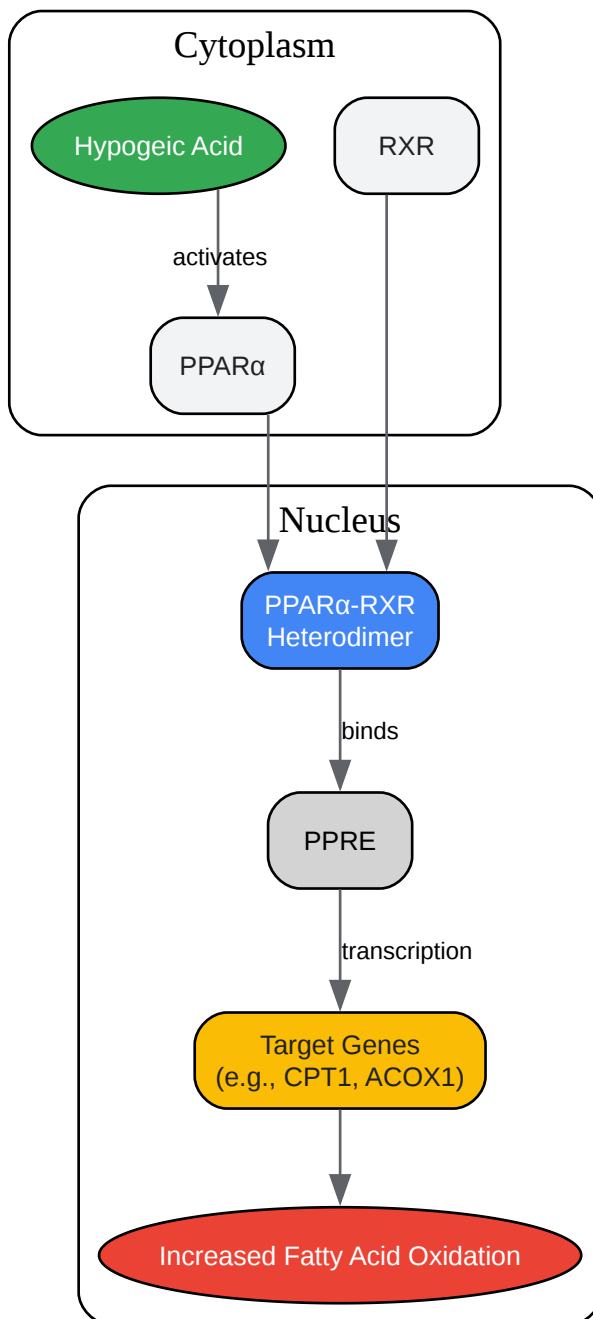 Cytoplasm
Hypogeic Acid
RXR
activates
PPARα
Nucleus
PPARα-RXR
Heterodimer
binds
PPRE
transcription
Target Genes
(e.g., CPT1, ACOX1)
Increased Fatty Acid Oxidation